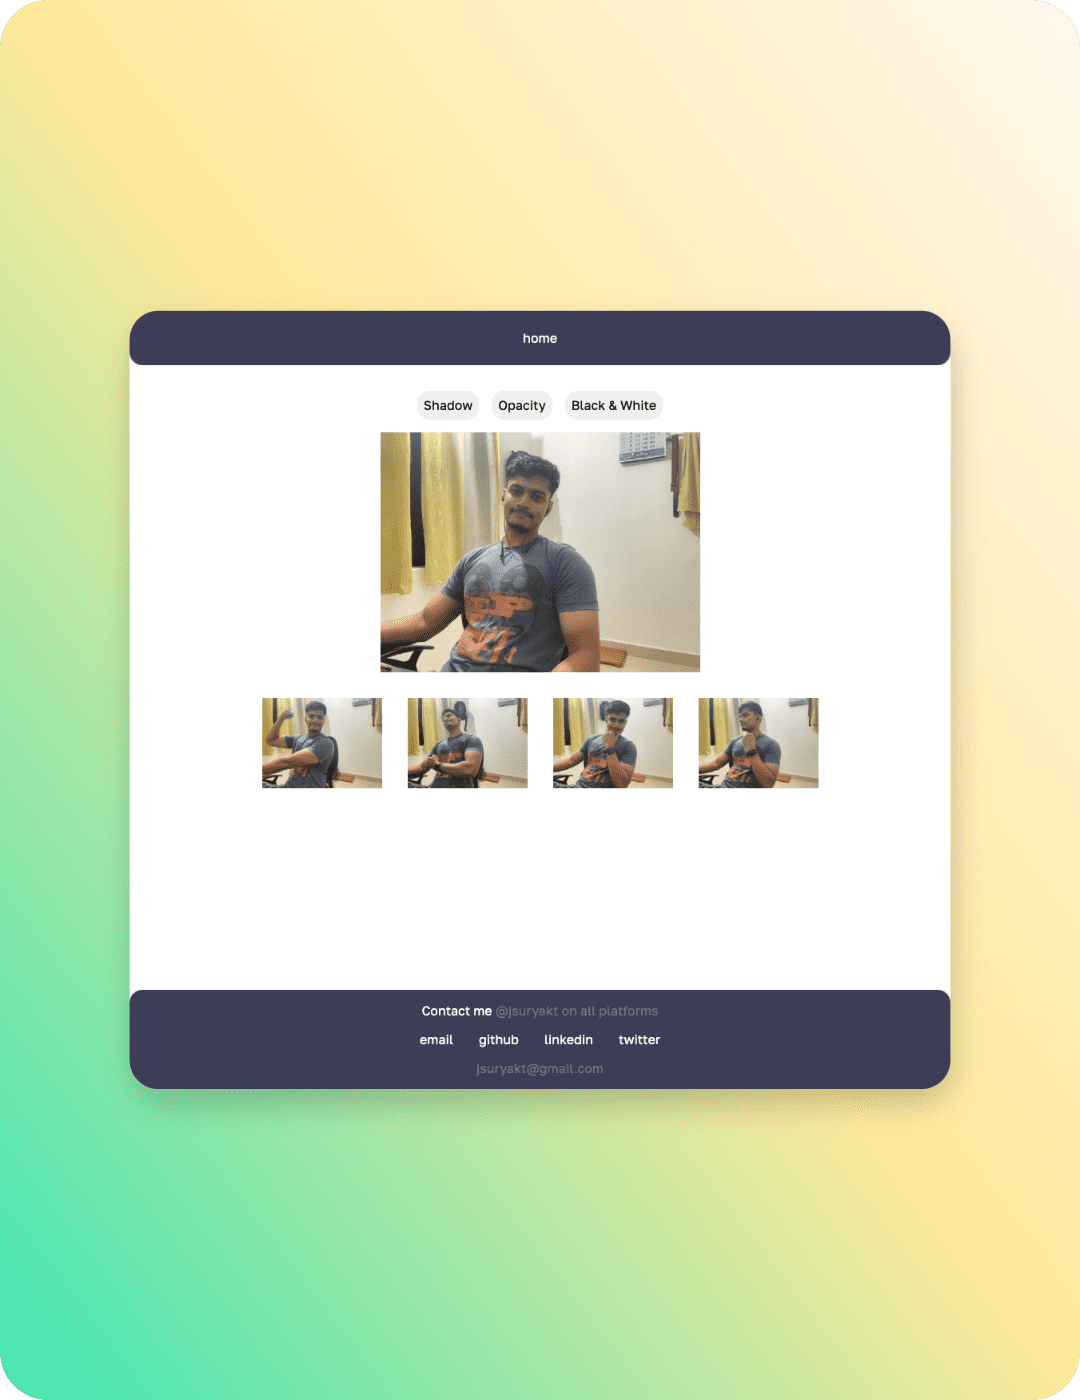 home
Shadow Opacity Black & White
Contact me @jsuryakt on all platforms
email github linkedin twitter
jsuryakt@gmail.com